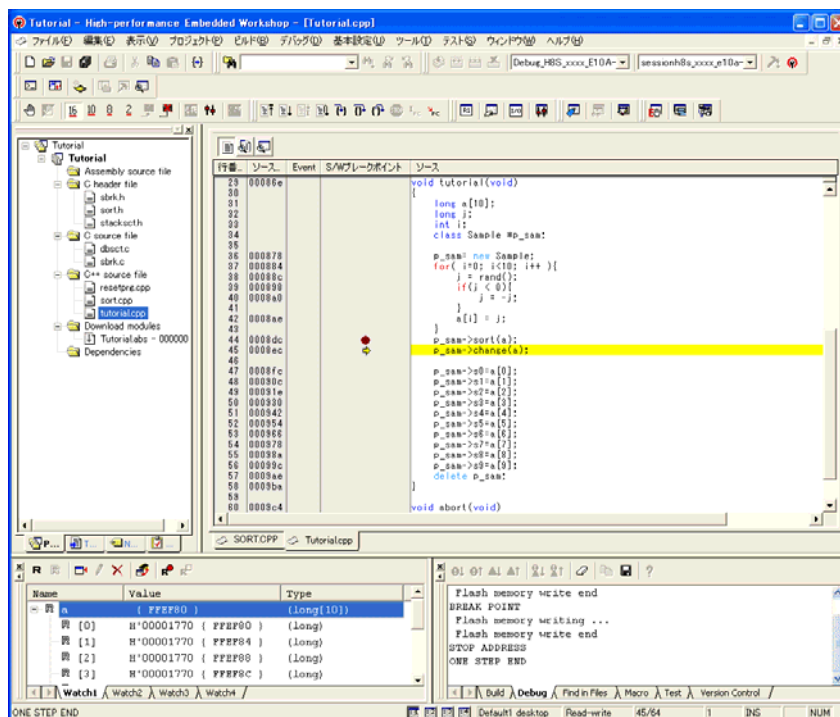 Tutorial - High-performance Embedded Workshop - [Tutorial.cpp]
ファイル(F) 編集(E) 表示(V) プロジェクト(P) ビルド(B) デバッグ(D) 基本設定(U) ツール(T) テスト(S) ウィンドウ(W) ヘルプ(H)
Debug_H8S_xxxx_E10A- sessionh8s_xxxx_e10a-
16 10 8 2
Tutorial
Tutorial
Assembly source file
C header file
sbrk.h
sort.h
stacksct.h
C source file
dbsct.c
sbrk.c
C++ source file
resetprg.cpp
sort.cpp
tutorial.cpp
Download modules
Tutorial.abs - 000000
Dependencies
P... T... N...
行番... ソース... Event S/Wブレークポイント ソース
29 00086e void tutorial(void)
30 {
31 long a[10];
32 long j;
33 int i;
34 class Sample *p_sam;
35
36 000878 p_sam= new Sample;
37 000884 for( i=0; i<10; i++ ){
38 00088c j = rand();
39 000898 if(j < 0){
40 0008a0 j = -j;
41 }
42 0008ae a[i] = j;
43 }
44 0008dc p_sam->sort(a);
45 0008ec p_sam->change(a);
46
47 0008fc p_sam->s0=a[0];
48 00090c p_sam->s1=a[1];
49 00091e p_sam->s2=a[2];
50 000930 p_sam->s3=a[3];
51 000942 p_sam->s4=a[4];
52 000954 p_sam->s5=a[5];
53 000966 p_sam->s6=a[6];
54 000978 p_sam->s7=a[7];
55 00098a p_sam->s8=a[8];
56 00099c p_sam->s9=a[9];
57 0009ae delete p_sam;
58 0009ba }
59
60 0009c4 void abort(void)
SORT.CPP Tutorial.cpp
Name Value Type
a { FFEF80 } (long[10])
[0] H'00001770 { FFEF80 } (long)
[1] H'00001770 { FFEF84 } (long)
[2] H'00001770 { FFEF88 } (long)
[3] H'00001770 { FFEF8C } (long)
Watch1 Watch2 Watch3 Watch4
Flash memory write end
BREAK POINT
Flash memory writing ...
Flash memory write end
STOP ADDRESS
ONE STEP END
Build Debug Find in Files Macro Test Version Control
ONE STEP END Default1 desktop Read-write 45/64 1 INS NUM